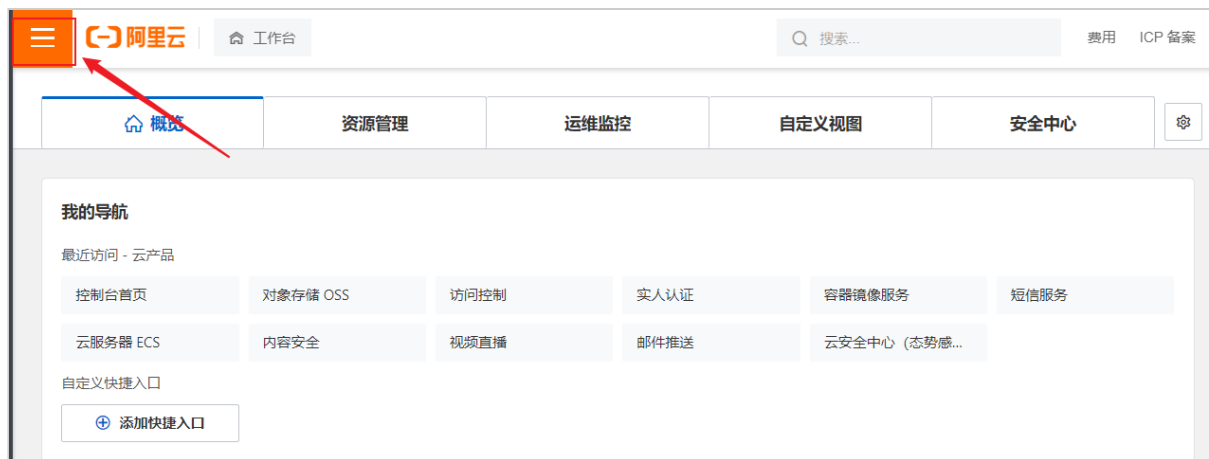 阿里云 工作台 搜索... 费用 ICP 备案
概览 资源管理 运维监控 自定义视图 安全中心
我的导航
最近访问 - 云产品
控制台首页 对象存储 OSS 访问控制 实人认证 容器镜像服务 短信服务
云服务器 ECS 内容安全 视频直播 邮件推送 云安全中心（态势感...
自定义快捷入口
添加快捷入口